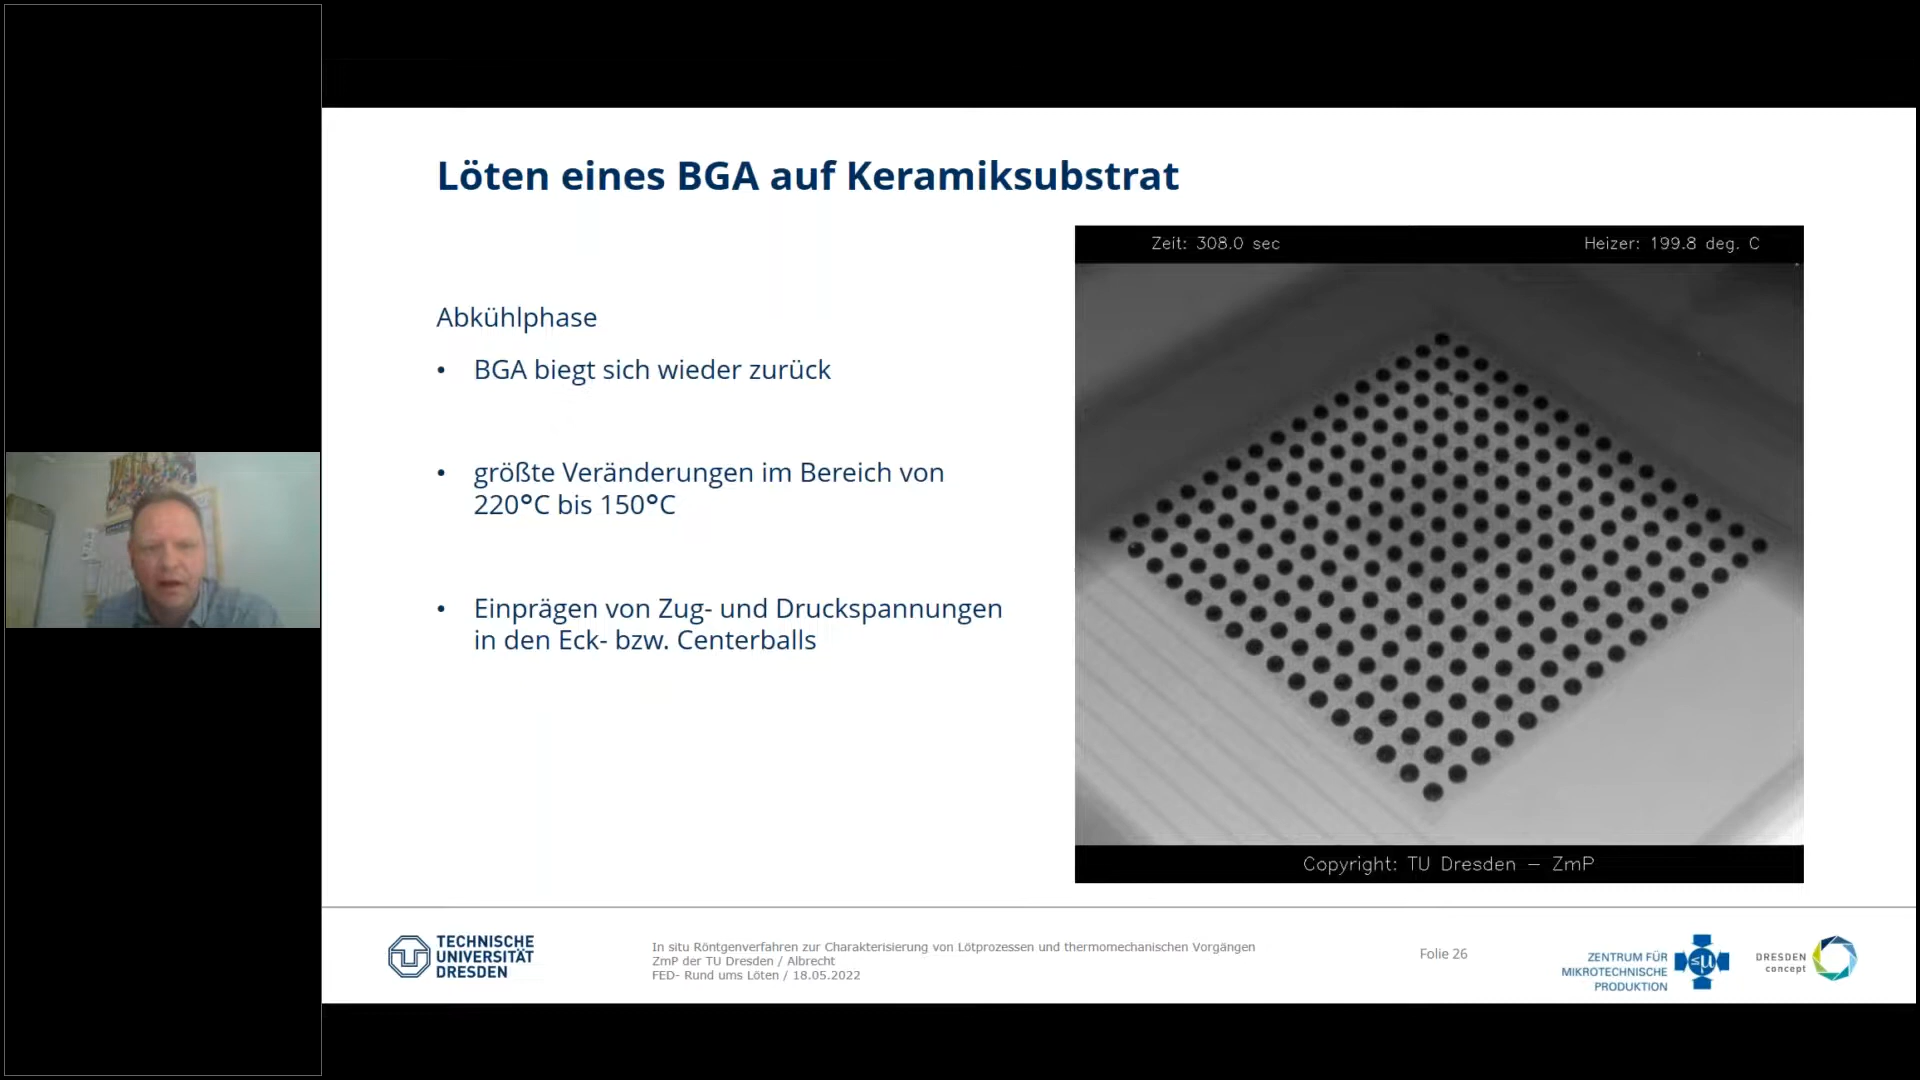 Löten eines BGA auf Keramiksubstrat
Abkühlphase
• BGA biegt sich wieder zurück
• größte Veränderungen im Bereich von
220°C bis 150°C
• Einprägen von Zug- und Druckspannungen
in den Eck- bzw. Centerballs
Zeit: 308.0 sec
Heizer: 199.8 deg. C
Copyright: TU Dresden – ZmP
TECHNISCHE
UNIVERSITÄT
DRESDEN
In situ Röntgenverfahren zur Charakterisierung von Lötprozessen und thermomechanischen Vorgängen
ZmP der TU Dresden / Albrecht
FED- Rund ums Löten / 18.05.2022
Folie 26
ZENTRUM FÜR
MIKROTECHNISCHE
PRODUKTION
DRESDEN
concept